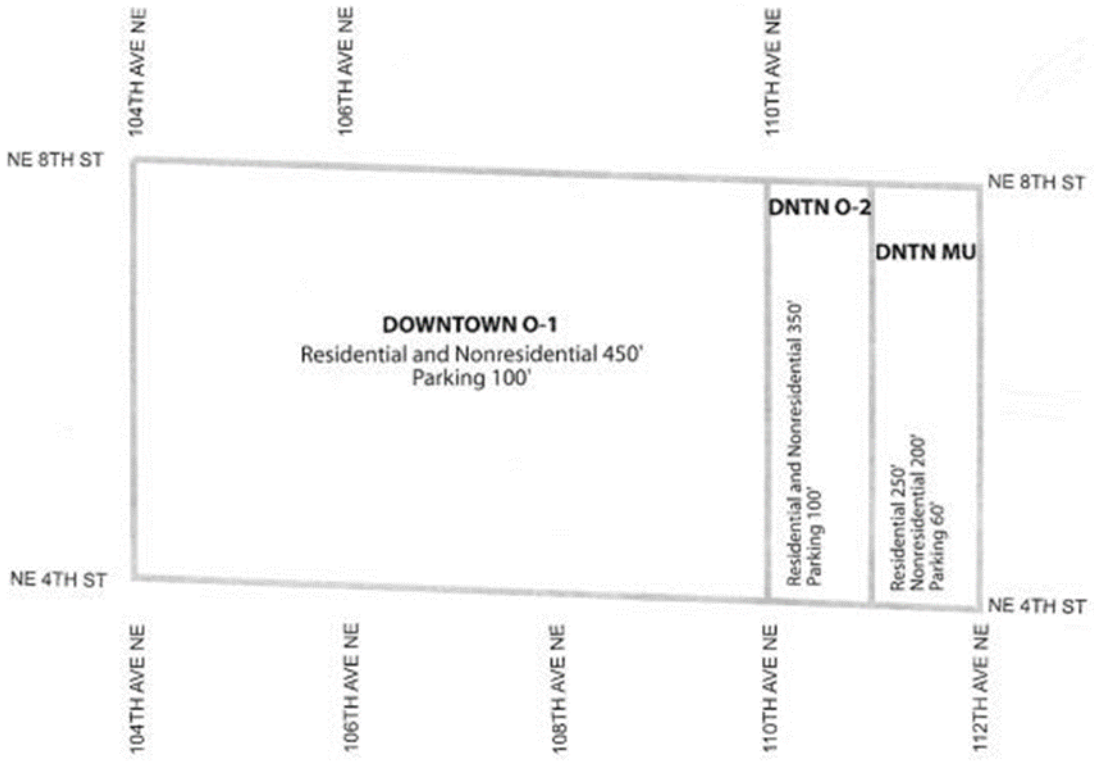 104TH AVE NE
106TH AVE NE
110TH AVE NE
NE 8TH ST
NE 8TH ST
DNTN O-2
DNTN MU
DOWNTOWN O-1
Residential and Nonresidential 450'
Parking 100'
Residential and Nonresidential 350'
Parking 100'
Residential 250'
Nonresidential 200'
Parking 60'
NE 4TH ST
NE 4TH ST
104TH AVE NE
106TH AVE NE
108TH AVE NE
110TH AVE NE
112TH AVE NE